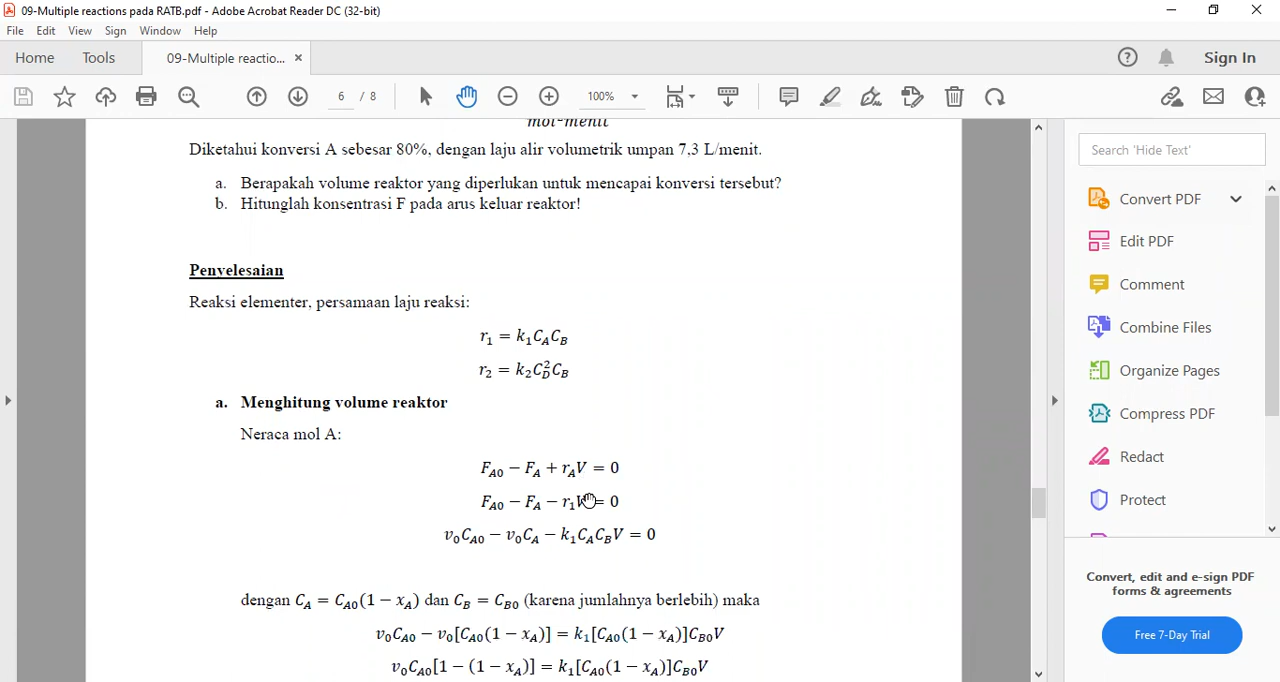 09-Multiple reactions pada RATB.pdf - Adobe Acrobat Reader DC (32-bit)
File Edit View Sign Window Help
Home Tools 09-Multiple reactio... × Sign In
6 / 8 100%
mol-menit
Diketahui konversi A sebesar 80%, dengan laju alir volumetrik umpan 7,3 L/menit.
a. Berapakah volume reaktor yang diperlukan untuk mencapai konversi tersebut?
b. Hitunglah konsentrasi F pada arus keluar reaktor!
Penyelesaian
Reaksi elementer, persamaan laju reaksi:
r₁ = k₁C_A C_B
r₂ = k₂C_D² C_B
a. Menghitung volume reaktor
Neraca mol A:
F_A0 − F_A + r_A V = 0
F_A0 − F_A − r₁V = 0
v₀C_A0 − v₀C_A − k₁C_A C_B V = 0
dengan C_A = C_A0(1 − x_A) dan C_B = C_B0 (karena jumlahnya berlebih) maka
v₀C_A0 − v₀[C_A0(1 − x_A)] = k₁[C_A0(1 − x_A)]C_B0 V
v₀C_A0[1 − (1 − x_A)] = k₁[C_A0(1 − x_A)]C_B0 V
Search 'Hide Text'
Convert PDF
Edit PDF
Comment
Combine Files
Organize Pages
Compress PDF
Redact
Protect
Convert, edit and e-sign PDF
forms & agreements
Free 7-Day Trial